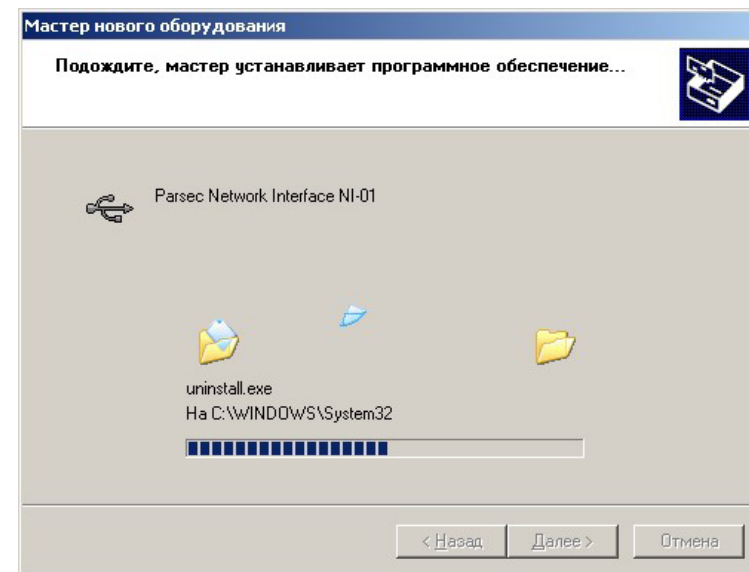 Мастер нового оборудования
Подождите, мастер устанавливает программное обеспечение...
Parsec Network Interface NI-01
uninstall.exe
На C:\WINDOWS\System32
< Назад
Далее >
Отмена